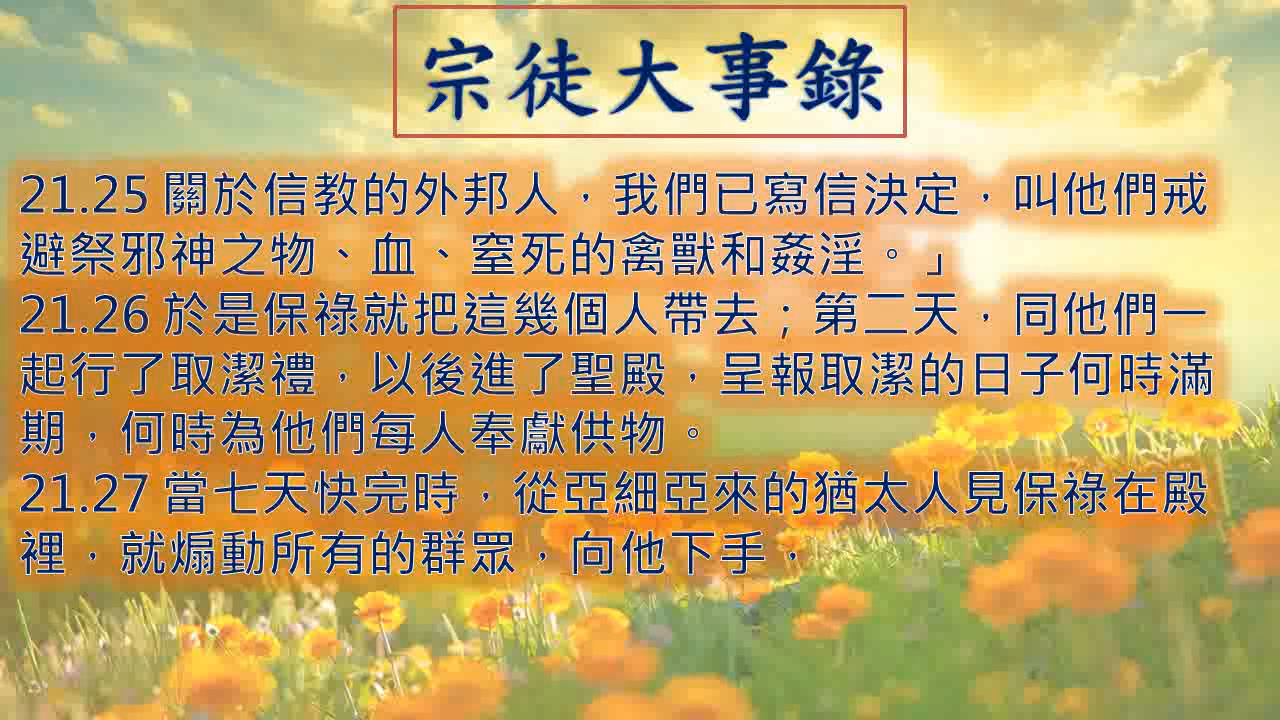 宗徒大事錄
21.25 關於信教的外邦人，我們已寫信決定，叫他們戒
避祭邪神之物、血、窒死的禽獸和姦淫。」
21.26 於是保祿就把這幾個人帶去；第二天，同他們一
起行了取潔禮，以後進了聖殿，呈報取潔的日子何時滿
期，何時為他們每人奉獻供物。
21.27 當七天快完時，從亞細亞來的猶太人見保祿在殿
裡，就煽動所有的群眾，向他下手，